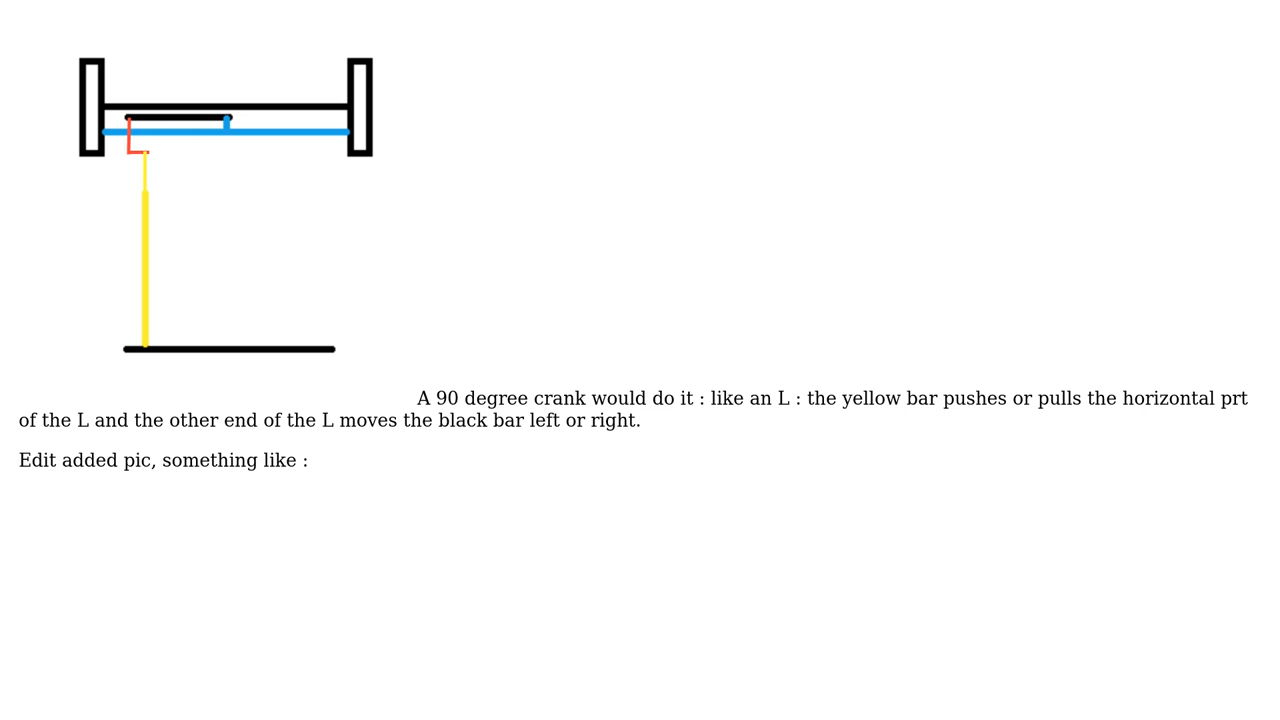 A 90 degree crank would do it : like an L : the yellow bar pushes or pulls the horizontal prt
of the L and the other end of the L moves the black bar left or right.
Edit added pic, something like :